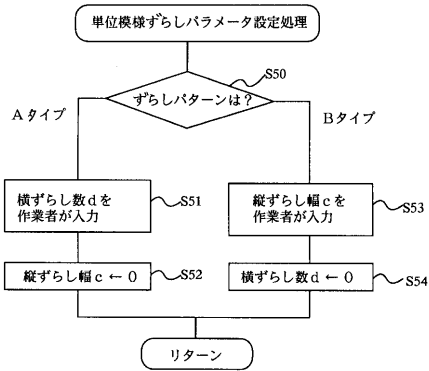 単位模様ずらしパラメータ設定処理
S50
ずらしパターンは？
Aタイプ
Bタイプ
横ずらし数dを
作業者が入力
S51
縦ずらし幅cを
作業者が入力
S53
縦ずらし幅c ← 0
S52
横ずらし数d ← 0
S54
リターン